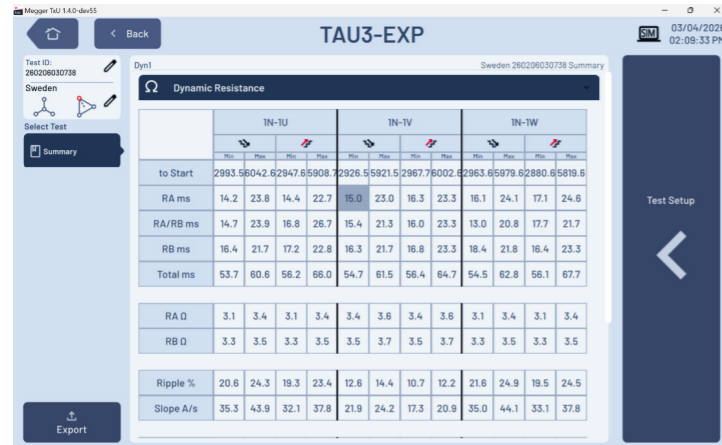 Megger TxU 1.4.0-dev55
Back
TAU3-EXP
SIM
03/04/202
02:09:33 P
Test ID:
260206030738
Sweden
Select Test
Summary
Export
Dyn1
Sweden 260206030738 Summary
Ω Dynamic Resistance
1N-1U 1N-1V 1N-1W
Min Max Min Max Min Max Min Max Min Max Min Max
to Start 2993.5 6042.6 2947.6 5908.7 2926.5 5921.5 2967.7 6002.6 2963.6 5979.6 2880.6 5819.6
RA ms 14.2 23.8 14.4 22.7 15.0 23.0 16.3 23.3 16.1 24.1 17.1 24.6
RA/RB ms 14.7 23.9 16.8 26.7 15.4 21.3 16.0 23.3 13.0 20.8 17.7 21.7
RB ms 16.4 21.7 17.2 22.8 16.3 21.7 16.8 23.3 18.4 21.8 16.4 23.3
Total ms 53.7 60.6 56.2 66.0 54.7 61.5 56.4 64.7 54.5 62.8 56.1 67.7
RA Ω 3.1 3.4 3.1 3.4 3.4 3.6 3.4 3.6 3.1 3.4 3.1 3.4
RB Ω 3.3 3.5 3.3 3.5 3.5 3.7 3.5 3.7 3.3 3.5 3.3 3.5
Ripple % 20.6 24.3 19.3 23.4 12.6 14.4 10.7 12.2 21.6 24.9 19.5 24.5
Slope A/s 35.3 43.9 32.1 37.8 21.9 24.2 17.3 20.9 35.0 44.1 33.1 37.8
Test Setup